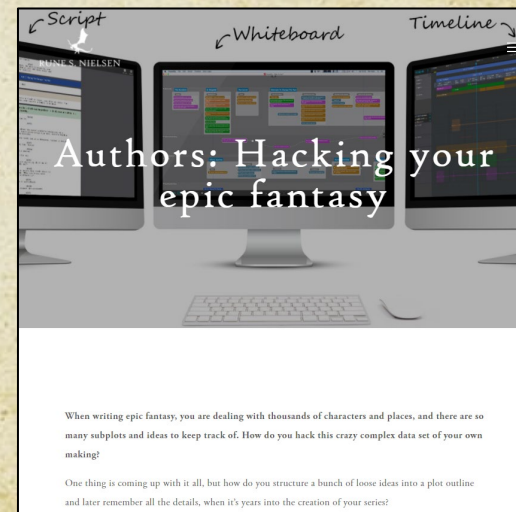 Script
Whiteboard
Timeline
RUNE S. NIELSEN
Authors: Hacking your
epic fantasy
When writing epic fantasy, you are dealing with thousands of characters and places, and there are so
many subplots and ideas to keep track of. How do you hack this crazy complex data set of your own
making?
One thing is coming up with it all, but how do you structure a bunch of loose ideas into a plot outline
and later remember all the details, when it's years into the creation of your series?